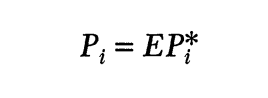 P_i = EP_i^*